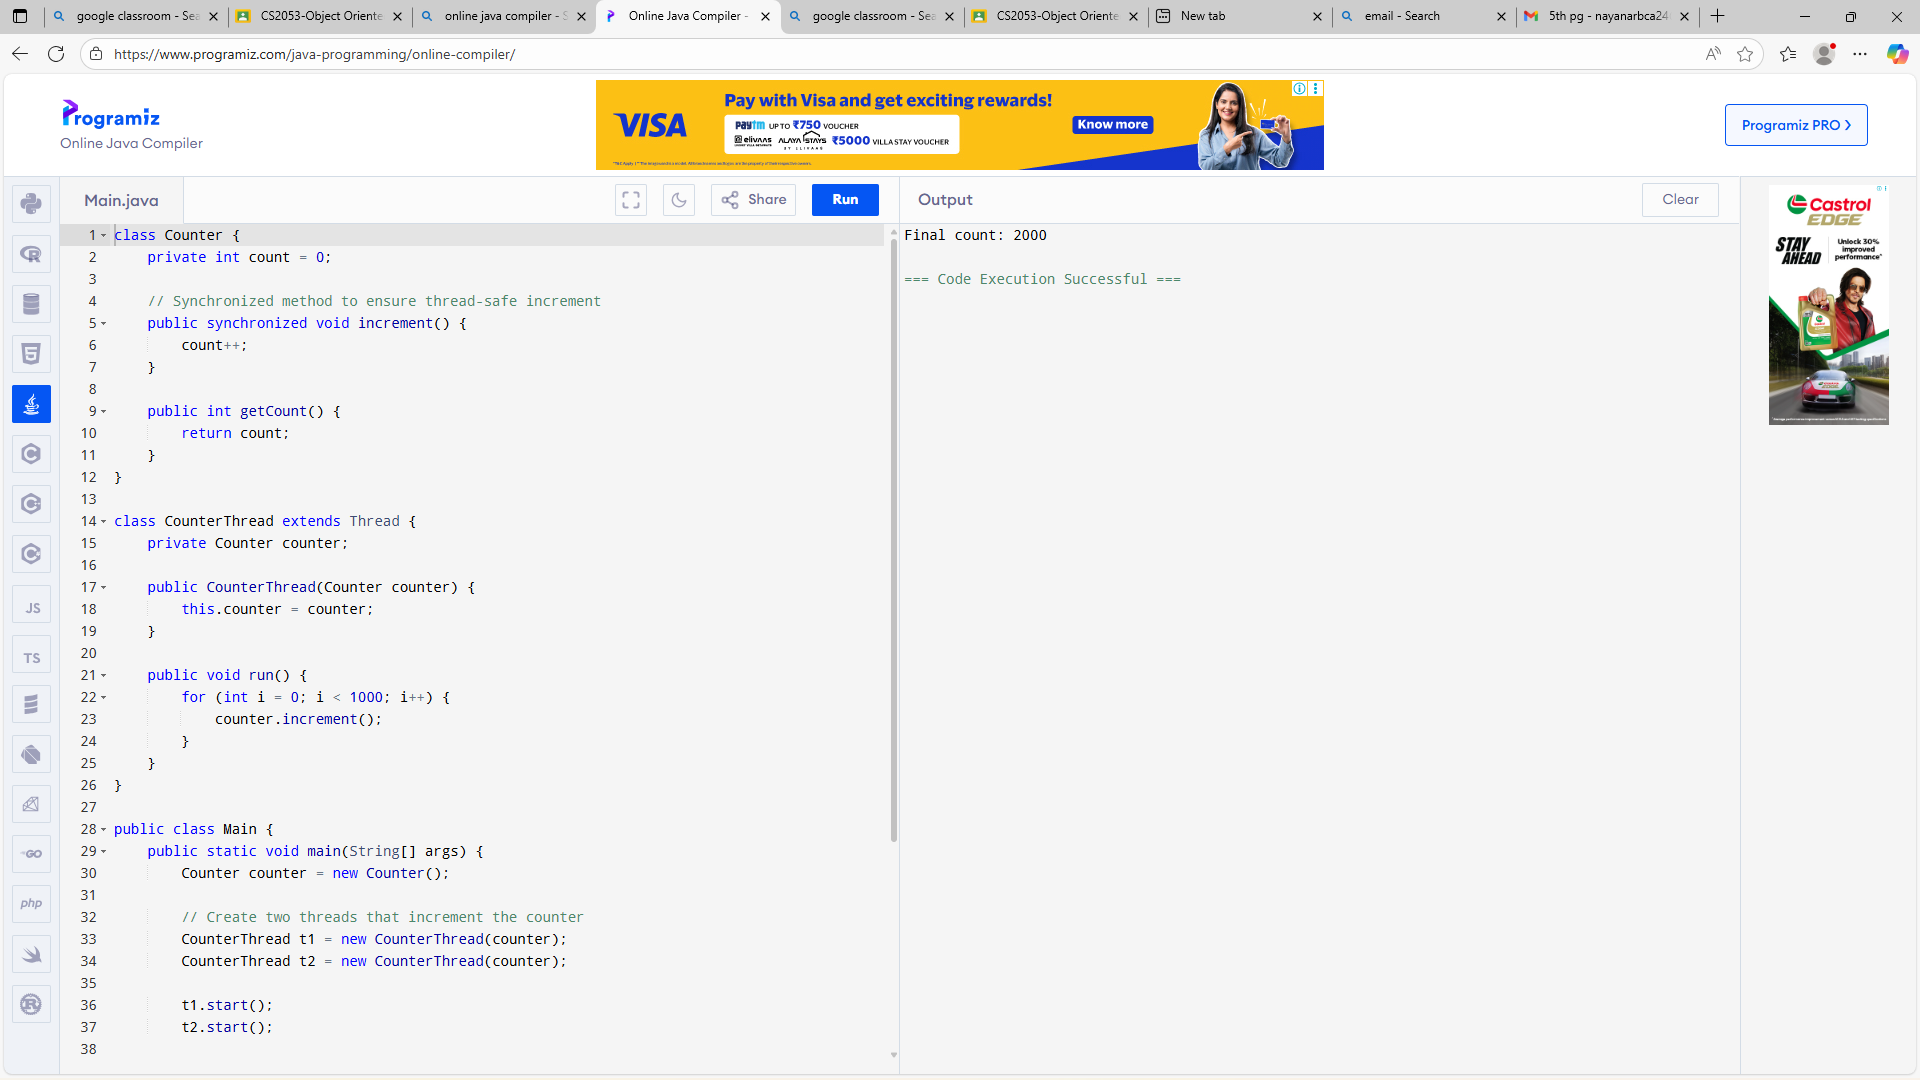 google classroom - Sea
CS2053-Object Oriente
online java compiler - S
Online Java Compiler -
google classroom - Sea
CS2053-Object Oriente
New tab
email - Search
5th pg - nayanarbca24
https://www.programiz.com/java-programming/online-compiler/
Programiz
Online Java Compiler
VISA
Pay with Visa and get exciting rewards!
paytm UP TO ₹750 VOUCHER
elivaas ALAYA STAYS ₹5000 VILLA STAY VOUCHER
Know more
Programiz PRO >
Main.java
Share
Run
Output
Clear
1 class Counter {
2 private int count = 0;
3
4 // Synchronized method to ensure thread-safe increment
5 public synchronized void increment() {
6 count++;
7 }
8
9 public int getCount() {
10 return count;
11 }
12 }
13
14 class CounterThread extends Thread {
15 private Counter counter;
16
17 public CounterThread(Counter counter) {
18 this.counter = counter;
19 }
20
21 public void run() {
22 for (int i = 0; i < 1000; i++) {
23 counter.increment();
24 }
25 }
26 }
27
28 public class Main {
29 public static void main(String[] args) {
30 Counter counter = new Counter();
31
32 // Create two threads that increment the counter
33 CounterThread t1 = new CounterThread(counter);
34 CounterThread t2 = new CounterThread(counter);
35
36 t1.start();
37 t2.start();
38
Final count: 2000
=== Code Execution Successful ===
JS
TS
GO
php
Castrol
EDGE
STAY
AHEAD
Unlock 30%
improved
performance*